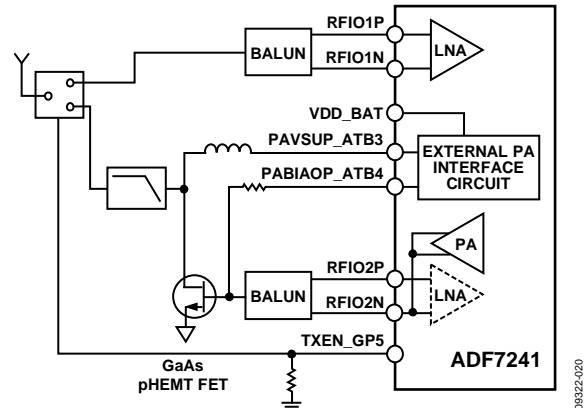 RFIO1P
BALUN
RFIO1N
LNA
VDD_BAT
PAVSUP_ATB3
EXTERNAL PA
INTERFACE
CIRCUIT
PABIAOP_ATB4
PA
RFIO2P
BALUN
LNA
RFIO2N
TXEN_GP5
ADF7241
GaAs
pHEMT FET
09322-020